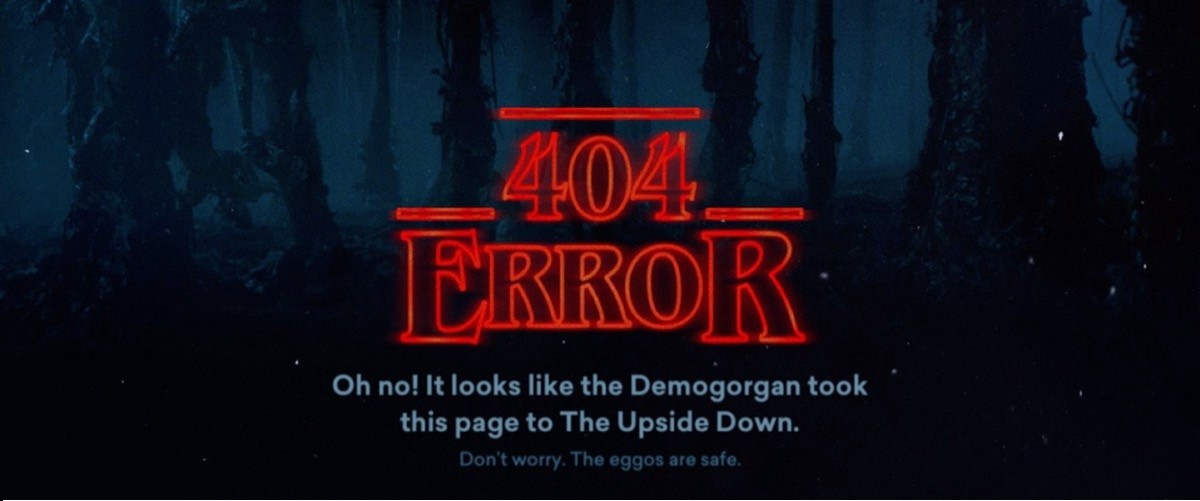 404
ERROR
Oh no! It looks like the Demogorgan took
this page to The Upside Down.
Don't worry. The eggos are safe.